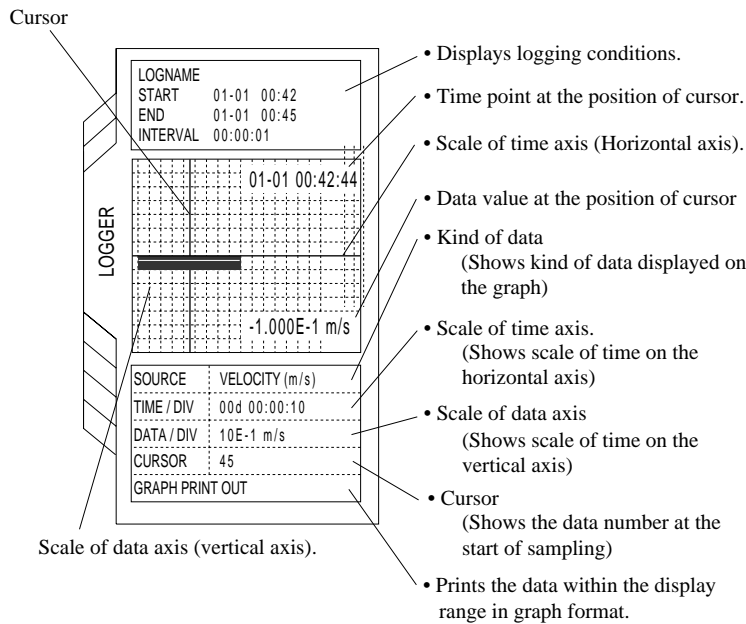 Cursor
LOGNAME
START 01-01 00:42
END 01-01 00:45
INTERVAL 00:00:01
01-01 00:42:44
LOGGER
-1.000E-1 m/s
SOURCE VELOCITY (m/s)
TIME / DIV 00d 00:00:10
DATA / DIV 10E-1 m/s
CURSOR 45
GRAPH PRINT OUT
Scale of data axis (vertical axis).
• Displays logging conditions.
• Time point at the position of cursor.
• Scale of time axis (Horizontal axis).
• Data value at the position of cursor
• Kind of data
(Shows kind of data displayed on
the graph)
• Scale of time axis.
(Shows scale of time on the
horizontal axis)
• Scale of data axis
(Shows scale of time on the
vertical axis)
• Cursor
(Shows the data number at the
start of sampling)
• Prints the data within the display
range in graph format.